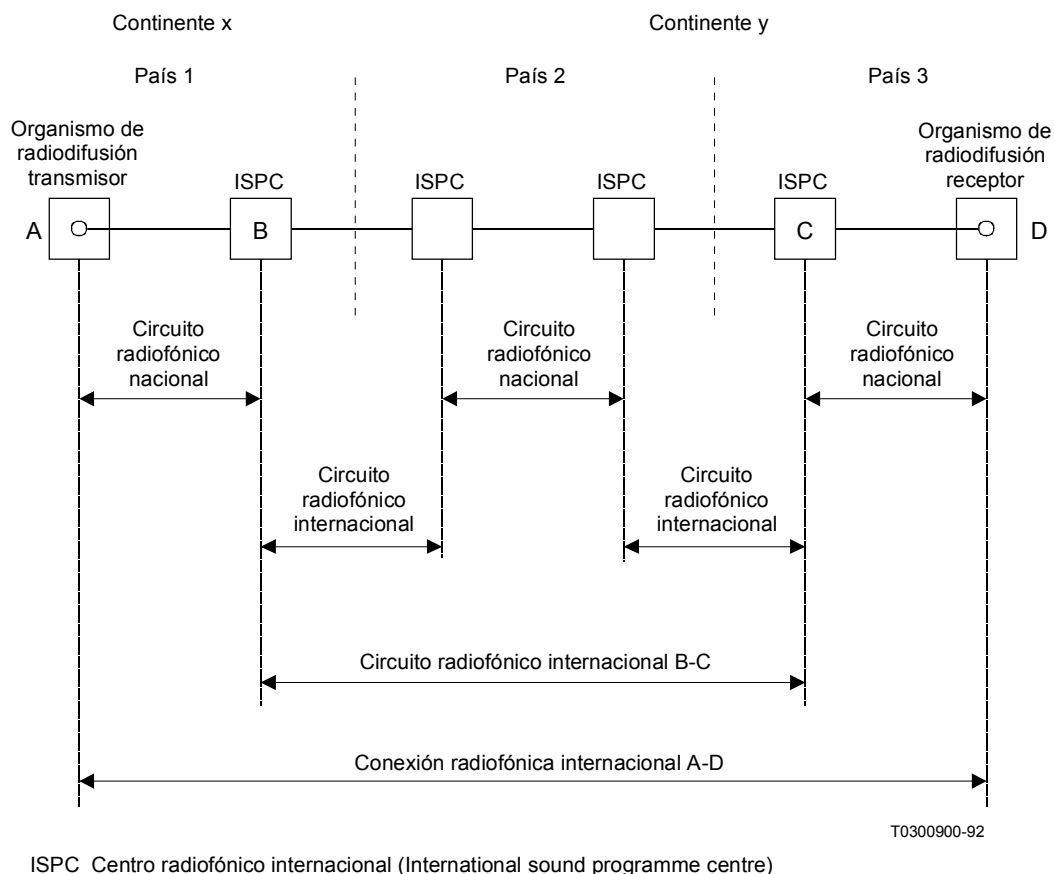 Continente x
Continente y
País 1
País 2
País 3
Organismo de
radiodifusión
transmisor
Organismo de
radiodifusión
receptor
ISPC
ISPC
ISPC
ISPC
A
B
C
D
Circuito
radiofónico
nacional
Circuito
radiofónico
nacional
Circuito
radiofónico
nacional
Circuito
radiofónico
internacional
Circuito
radiofónico
internacional
Circuito radiofónico internacional B-C
Conexión radiofónica internacional A-D
T0300900-92
ISPC Centro radiofónico internacional (International sound programme centre)